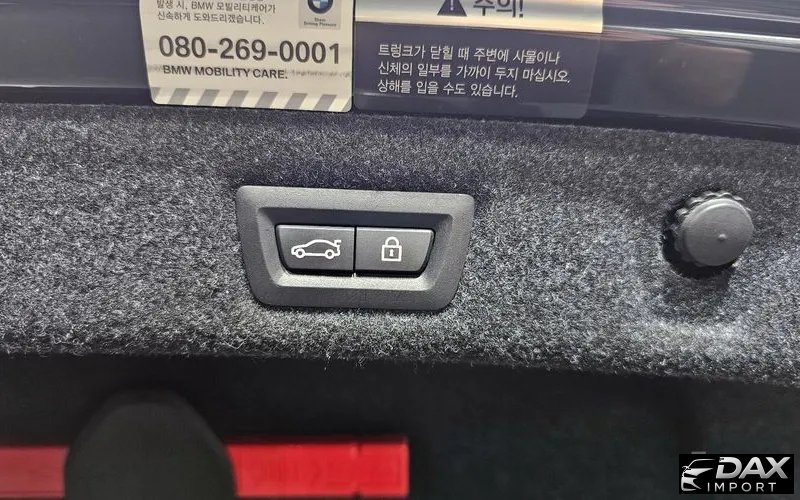 발생 시, BMW 모빌리티케어가
신속하게 도와드리겠습니다.
080-269-0001
BMW MOBILITY CARE.
주의!
트렁크가 닫힐 때 주변에 사물이나
신체의 일부를 가까이 두지 마십시오.
상해를 입을 수도 있습니다.
DAX
IMPORT